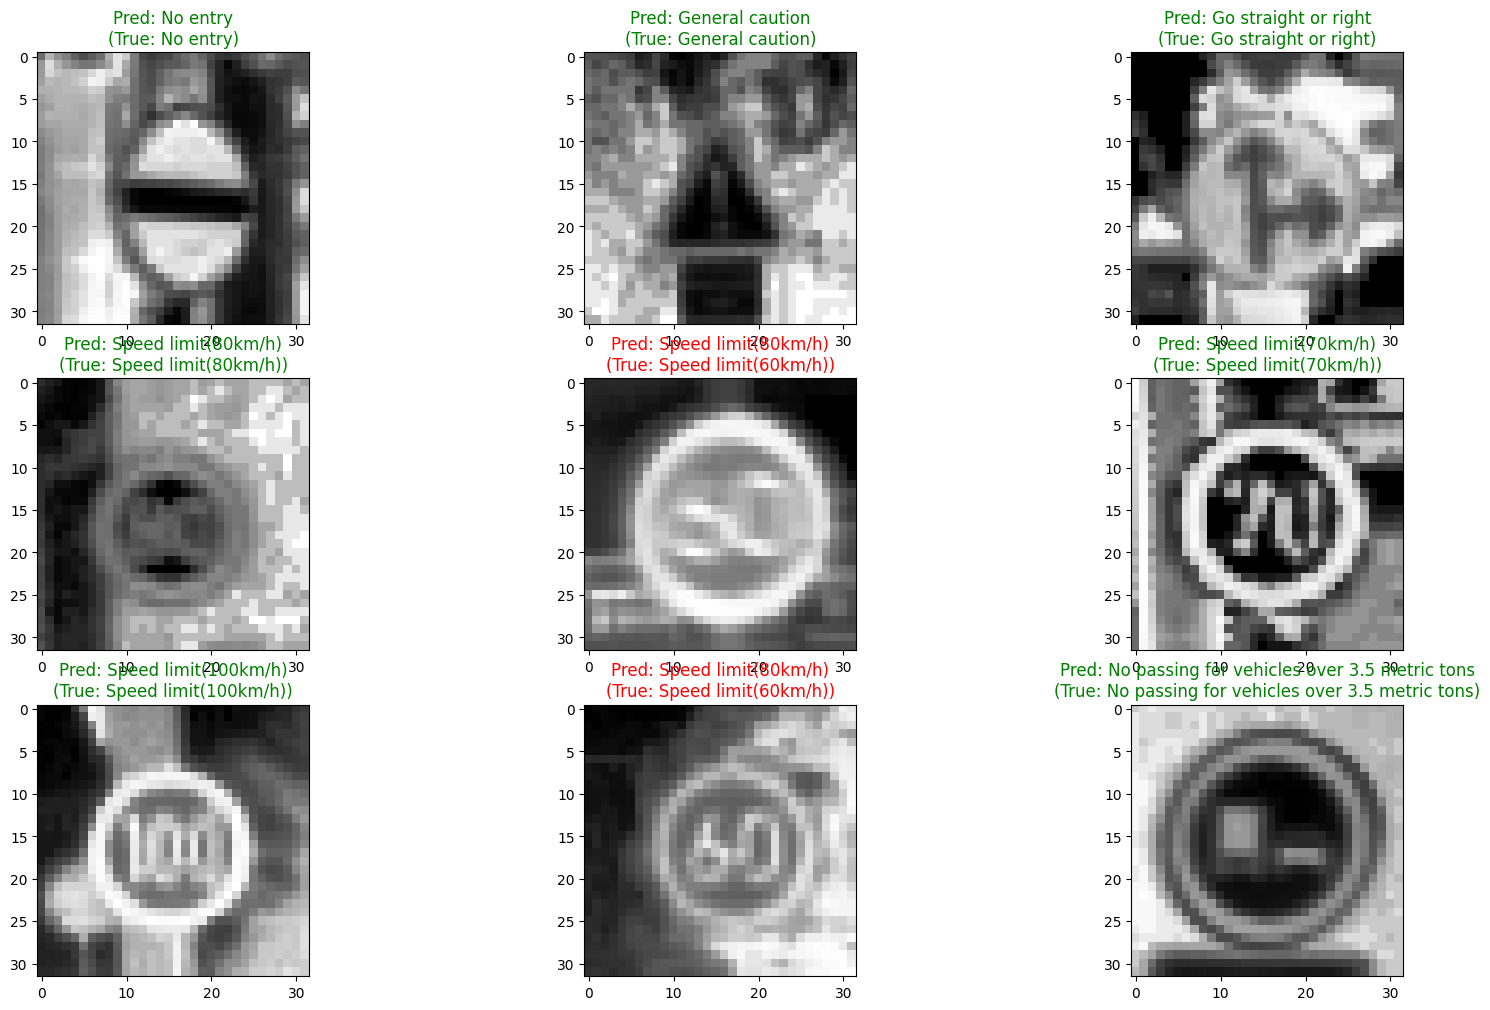 Pred: No entry
(True: No entry)
Pred: General caution
(True: General caution)
Pred: Go straight or right
(True: Go straight or right)
0
5
10
15
20
25
30
0
5
10
15
20
25
30
0
5
10
15
20
25
30
0 10 20 30
0 10 20 30
0 10 20 30
Pred: Speed limit(80km/h)
(True: Speed limit(80km/h))
Pred: Speed limit(80km/h)
(True: Speed limit(60km/h))
Pred: Speed limit(70km/h)
(True: Speed limit(70km/h))
0
5
10
15
20
25
30
0
5
10
15
20
25
30
0
5
10
15
20
25
30
70
0 10 20 30
0 10 20 30
0 10 20 30
Pred: Speed limit(100km/h)
(True: Speed limit(100km/h))
Pred: Speed limit(80km/h)
(True: Speed limit(60km/h))
Pred: No passing for vehicles over 3.5 metric tons
(True: No passing for vehicles over 3.5 metric tons)
0
5
10
15
20
25
30
0
5
10
15
20
25
30
0
5
10
15
20
25
30
0 10 20 30
0 10 20 30
0 10 20 30